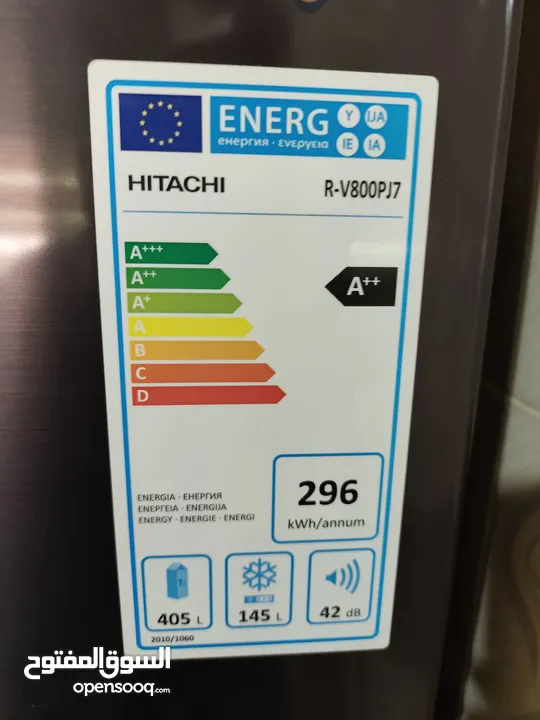 ENERG Y IJA
енергия · ενεργεια IE IA
HITACHI R-V800PJ7
A+++
A++ A++
A+
A
B
C
D
ENERGIA · ЕНЕРГИЯ
ΕΝΕΡΓΕΙΑ · ENERGIJA
ENERGY · ENERGIE · ENERGI
296
kWh/annum
405 L 145 L 42 dB
2010/1060
السوق المفتوح
opensooq.com